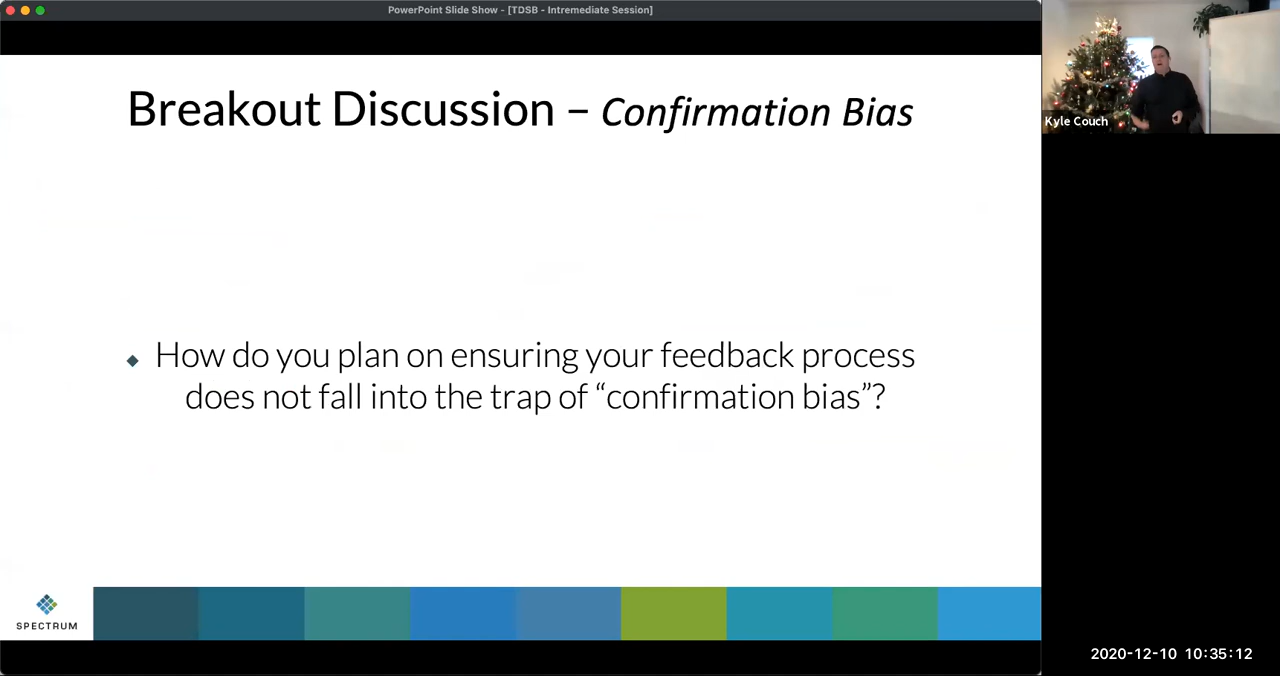 PowerPoint Slide Show - [TDSB - Intremediate Session]
Breakout Discussion – Confirmation Bias
Kyle Couch
How do you plan on ensuring your feedback process
does not fall into the trap of “confirmation bias”?
SPECTRUM
2020-12-10 10:35:12